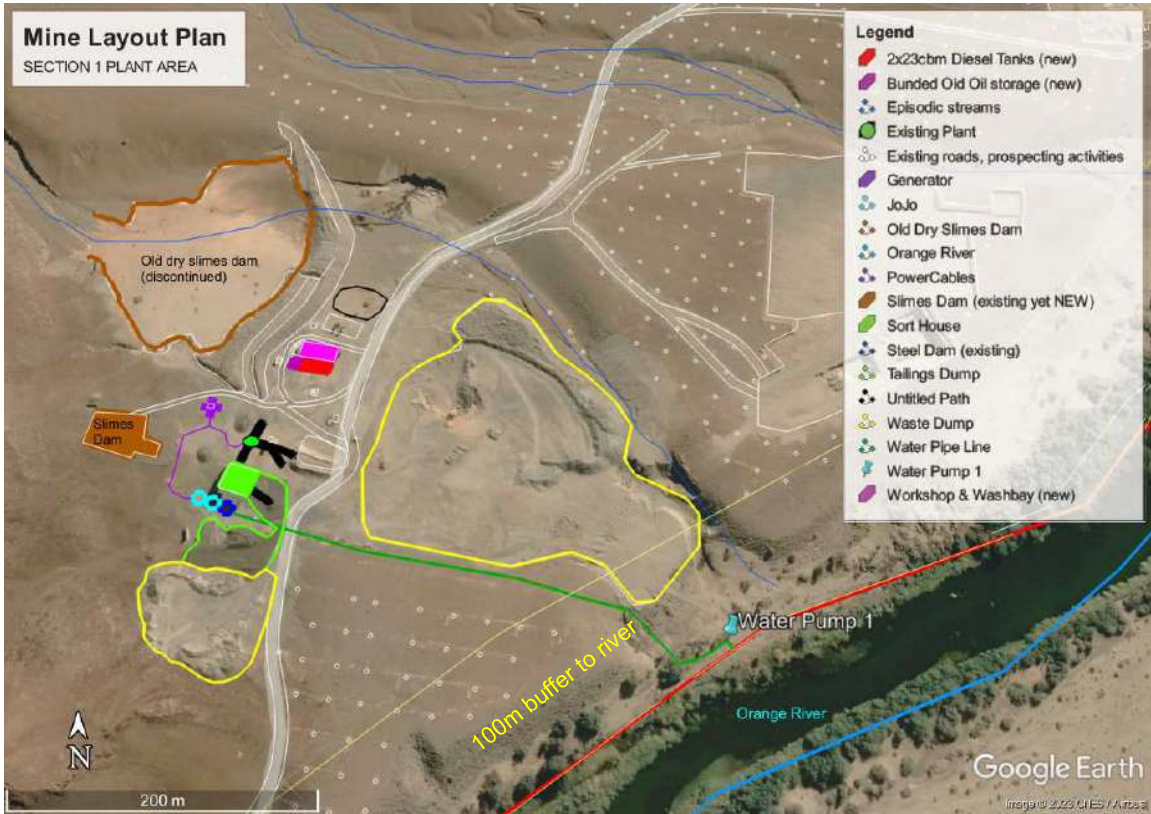 Mine Layout Plan
SECTION 1 PLANT AREA
Legend
2x23cbm Diesel Tanks (new)
Bunded Old Oil storage (new)
Episodic streams
Existing Plant
Existing roads, prospecting activities
Generator
JoJo
Old Dry Slimes Dam
Orange River
PowerCables
Slimes Dam (existing yet NEW)
Sort House
Steel Dam (existing)
Tailings Dump
Untitled Path
Waste Dump
Water Pipe Line
Water Pump 1
Workshop & Washbay (new)
Old dry slimes dam,
(discontinued)
Slimes
Dam
Water Pump 1
100m buffer to river
Orange River
N
200 m
Google Earth
Image © 2023 CNES / Airbus